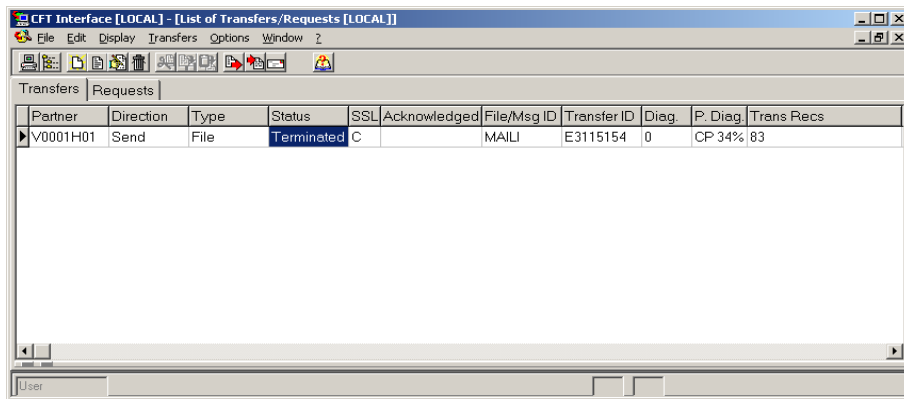 CFT Interface [LOCAL] - [List of Transfers/Requests [LOCAL]]
File Edit Display Transfers Options Window ?
Transfers Requests
Partner Direction Type Status SSL Acknowledged File/Msg ID Transfer ID Diag. P. Diag. Trans Recs
V0001H01 Send File Terminated C MAILI E3115154 0 CP 34% 83
User